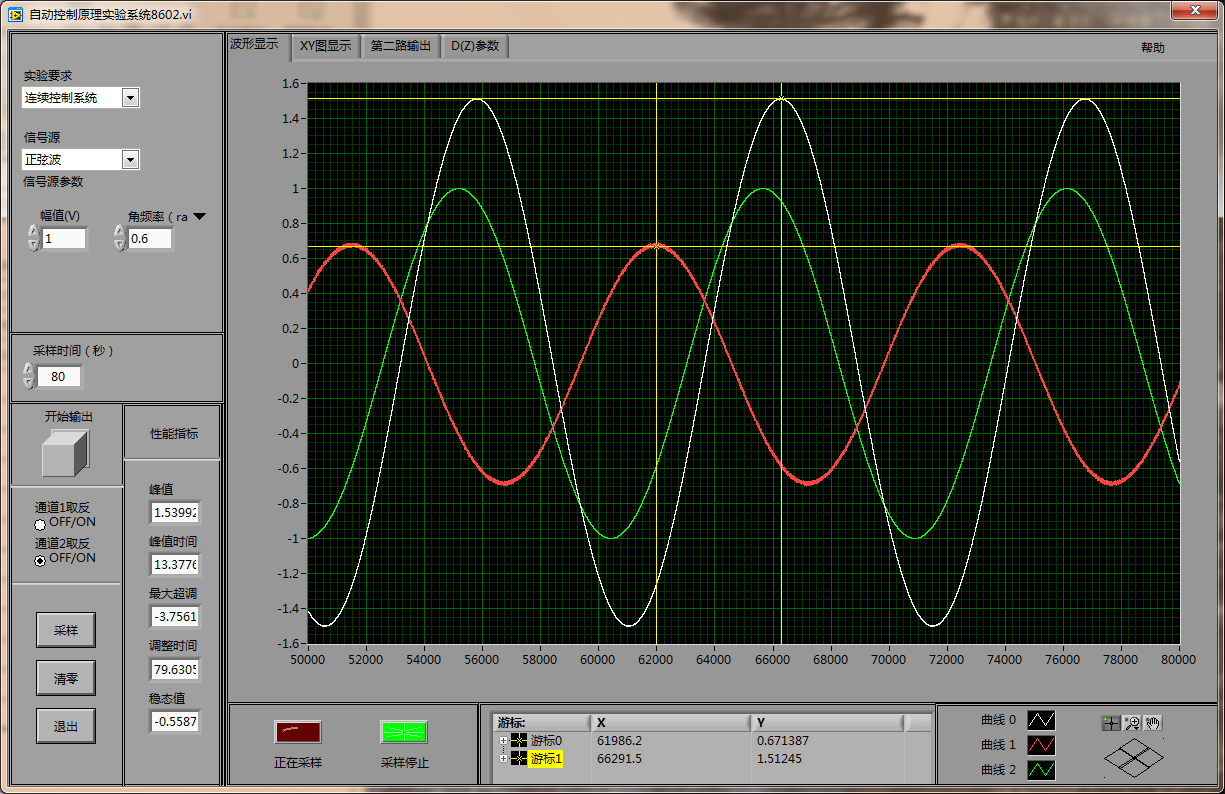 自动控制原理实验系统8602.vi
波形显示
XY图显示
第二路输出
D(Z)参数
帮助
实验要求
连续控制系统
信号源
正弦波
信号源参数
幅值(V)
角频率（ra
1
0.6
采样时间（秒）
80
开始输出
性能指标
通道1取反
OFF/ON
通道2取反
OFF/ON
采样
清零
退出
峰值
1.53992
峰值时间
13.3776
最大超调
-3.7561
调整时间
79.6305
稳态值
-0.5587
1.6
1.4
1.2
1
0.8
0.6
0.4
0.2
0
-0.2
-0.4
-0.6
-0.8
-1
-1.2
-1.4
-1.6
50000 52000 54000 56000 58000 60000 62000 64000 66000 68000 70000 72000 74000 76000 78000 80000
正在采样
采样停止
游标: X Y
游标0 61986.2 0.671387
游标1 66291.5 1.51245
曲线 0
曲线 1
曲线 2